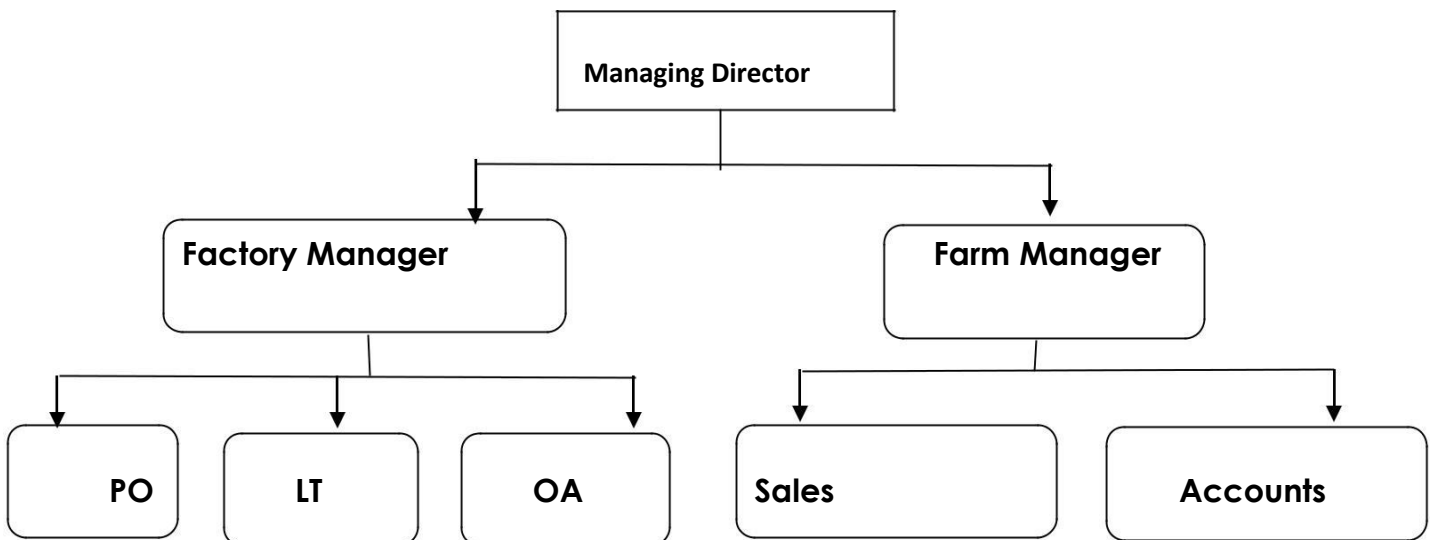 Managing Director
Factory Manager
Farm Manager
PO
LT
OA
Sales
Accounts